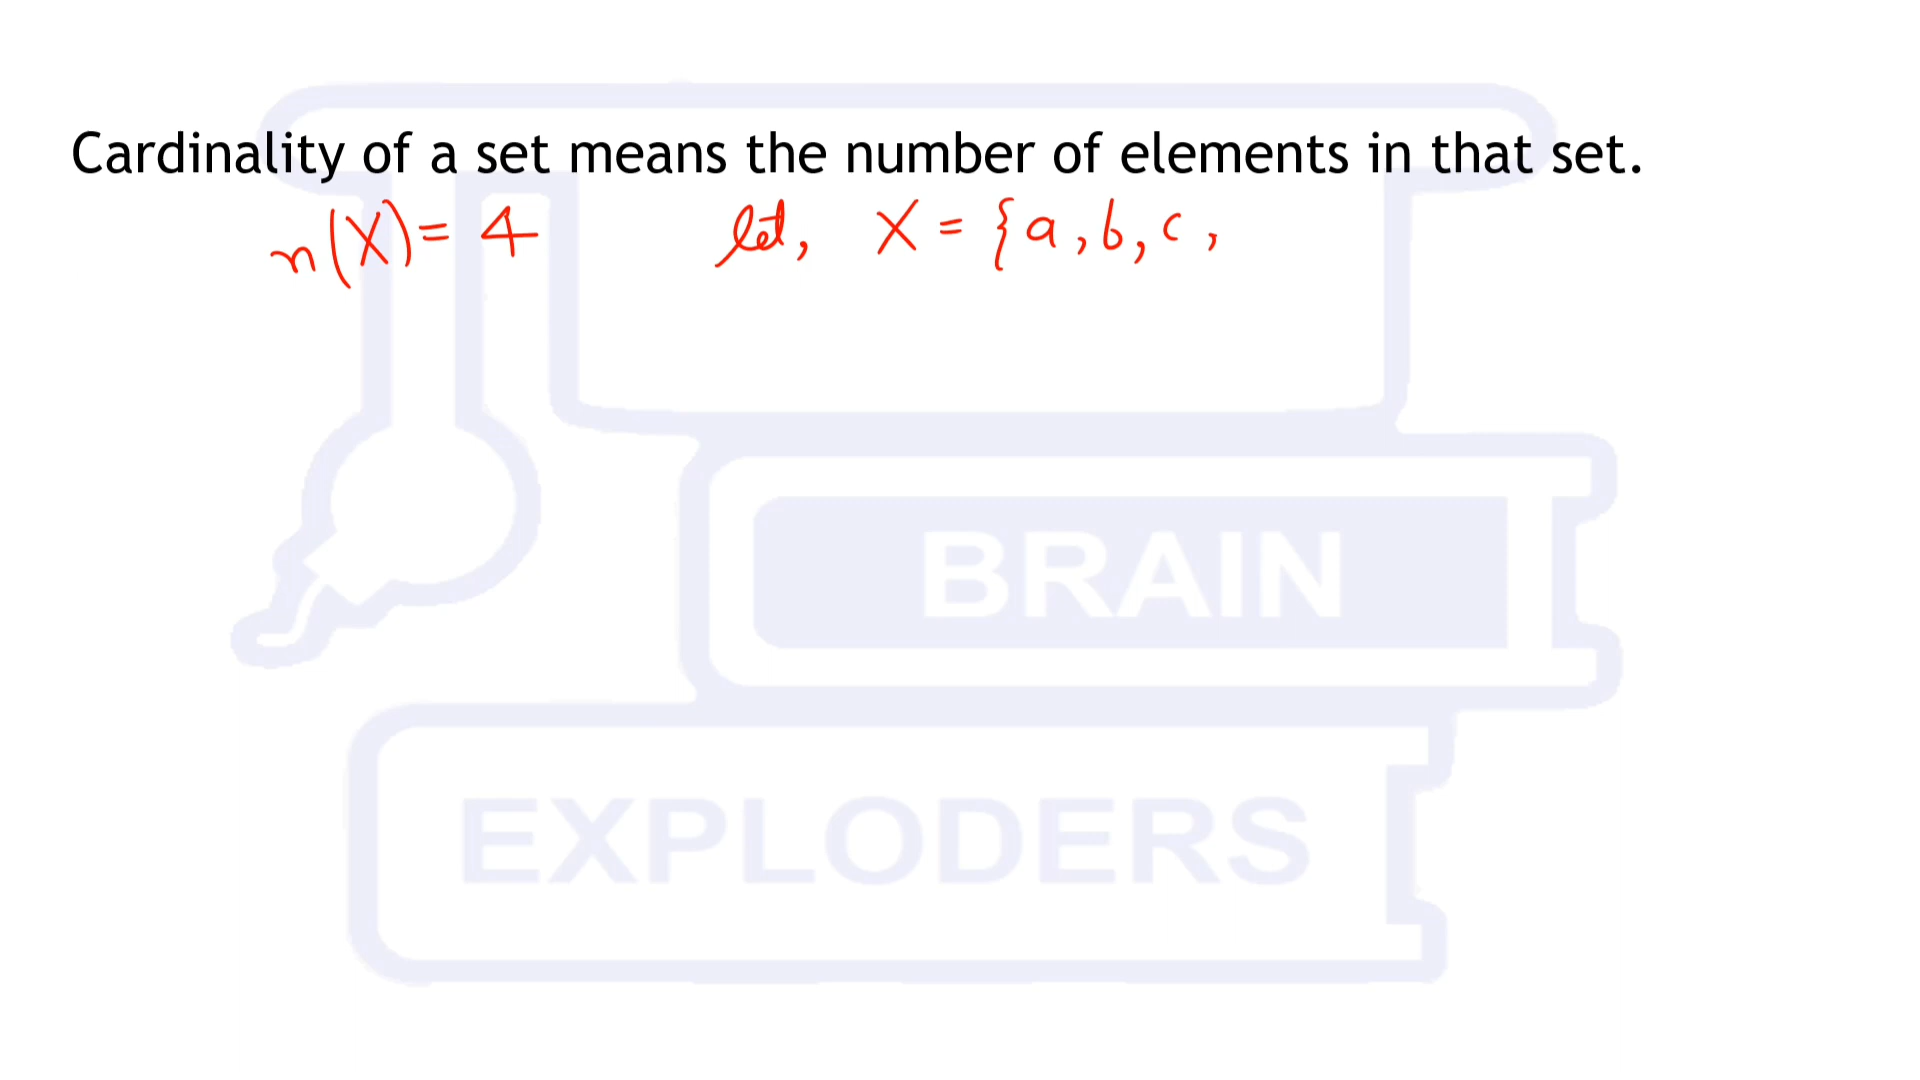 Cardinality of a set means the number of elements in that set.
n(X) = 4 let, X = {a, b, c,
BRAIN
EXPLODERS